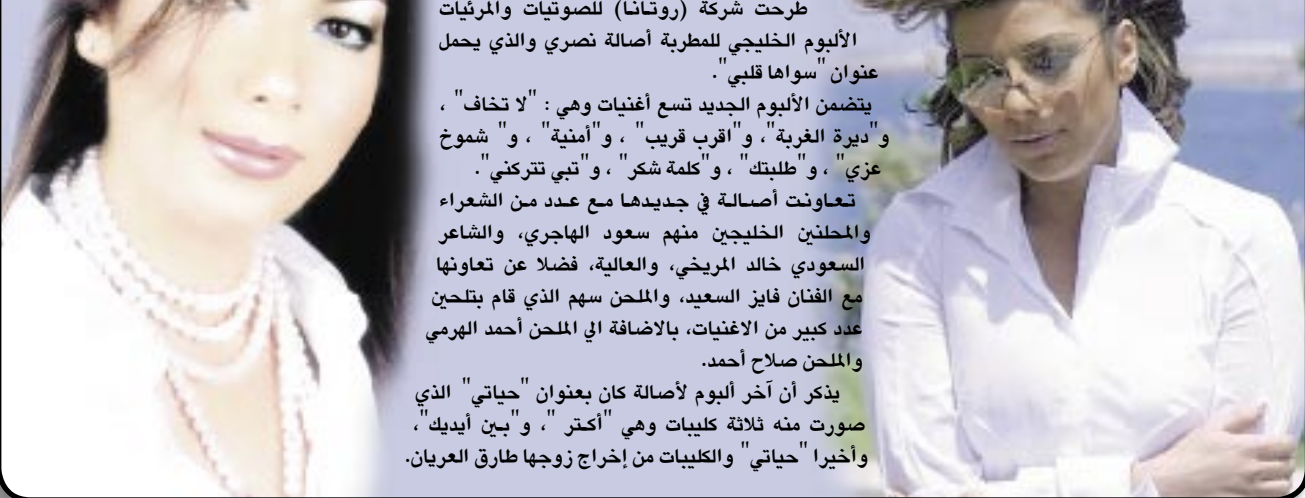 طرحت شركة (روتانا) للصوتيات والمرئيات
الألبوم الخليجي للمطربة أصالة نصري والذي يحمل
عنوان "سواها قلبي".
يتضمن الألبوم الجديد تسع أغنيات وهي : "لا تخاف" ،
و"ديرة الغربة"، و"اقرب قريب" ، و"أمنية" ، و" شموخ
عزي" ، و"طلبتك" ، و"كلمة شكر" ، و"تبي تتركني".
تعاونت أصالة في جديدها مع عدد من الشعراء
والمحلنين الخليجين منهم سعود الهاجري، والشاعر
السعودي خالد المريخي، والعالية، فضلا عن تعاونها
مع الفنان فايز السعيد، والملحن سهم الذي قام بتلحين
عدد كبير من الاغنيات، بالاضافة الي الملحن أحمد الهرمي
والملحن صلاح أحمد.
يذكر أن آخر ألبوم لأصالة كان بعنوان "حياتي" الذي
صورت منه ثلاثة كليبات وهي "أكتر "، و"بين أيديك"،
وأخيرا "حياتي" والكليبات من إخراج زوجها طارق العريان.